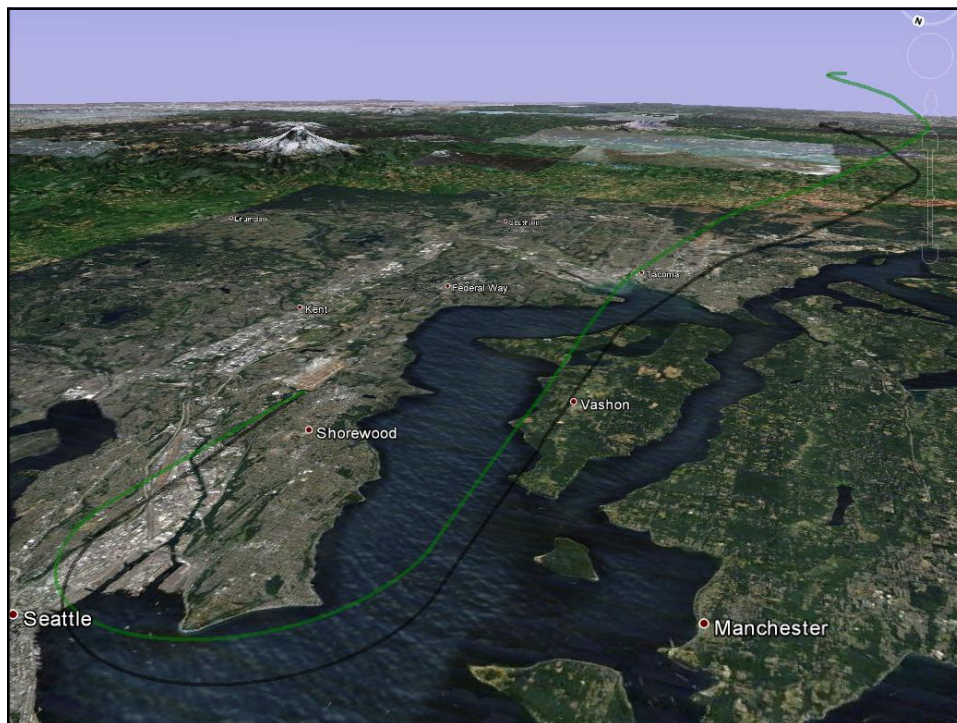 N
Tacoma
Federal Way
Kent
Vashon
Shorewood
Seattle
Manchester